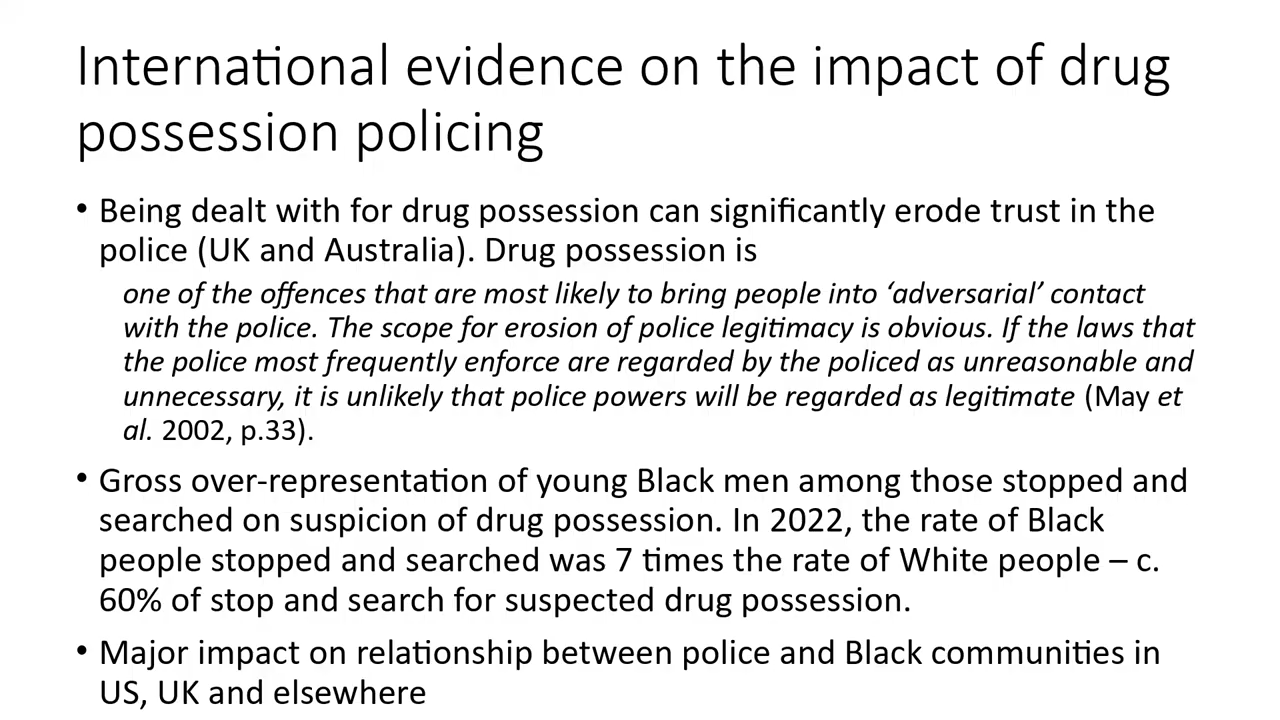 International evidence on the impact of drug
possession policing
• Being dealt with for drug possession can significantly erode trust in the
police (UK and Australia). Drug possession is
one of the offences that are most likely to bring people into ‘adversarial’ contact
with the police. The scope for erosion of police legitimacy is obvious. If the laws that
the police most frequently enforce are regarded by the policed as unreasonable and
unnecessary, it is unlikely that police powers will be regarded as legitimate (May et
al. 2002, p.33).
• Gross over-representation of young Black men among those stopped and
searched on suspicion of drug possession. In 2022, the rate of Black
people stopped and searched was 7 times the rate of White people – c.
60% of stop and search for suspected drug possession.
• Major impact on relationship between police and Black communities in
US, UK and elsewhere